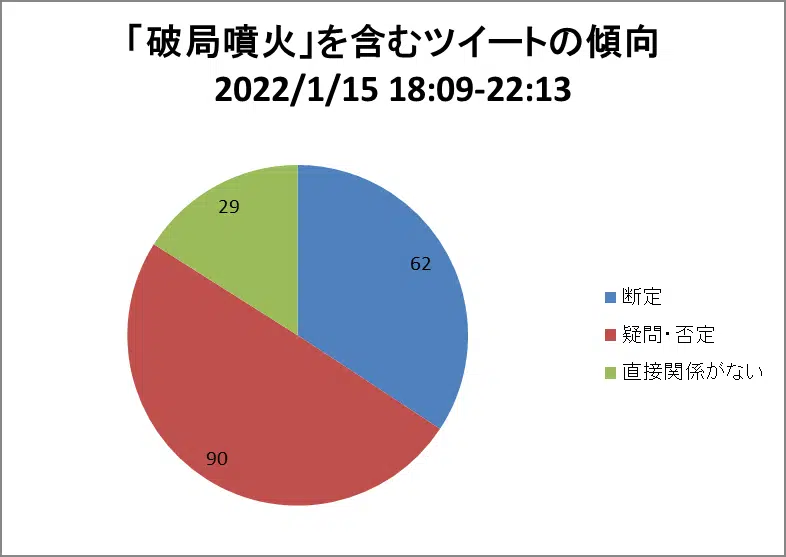 「破局噴火」を含むツイートの傾向
2022/1/15 18:09-22:13
29
62
90
断定
疑問・否定
直接関係がない